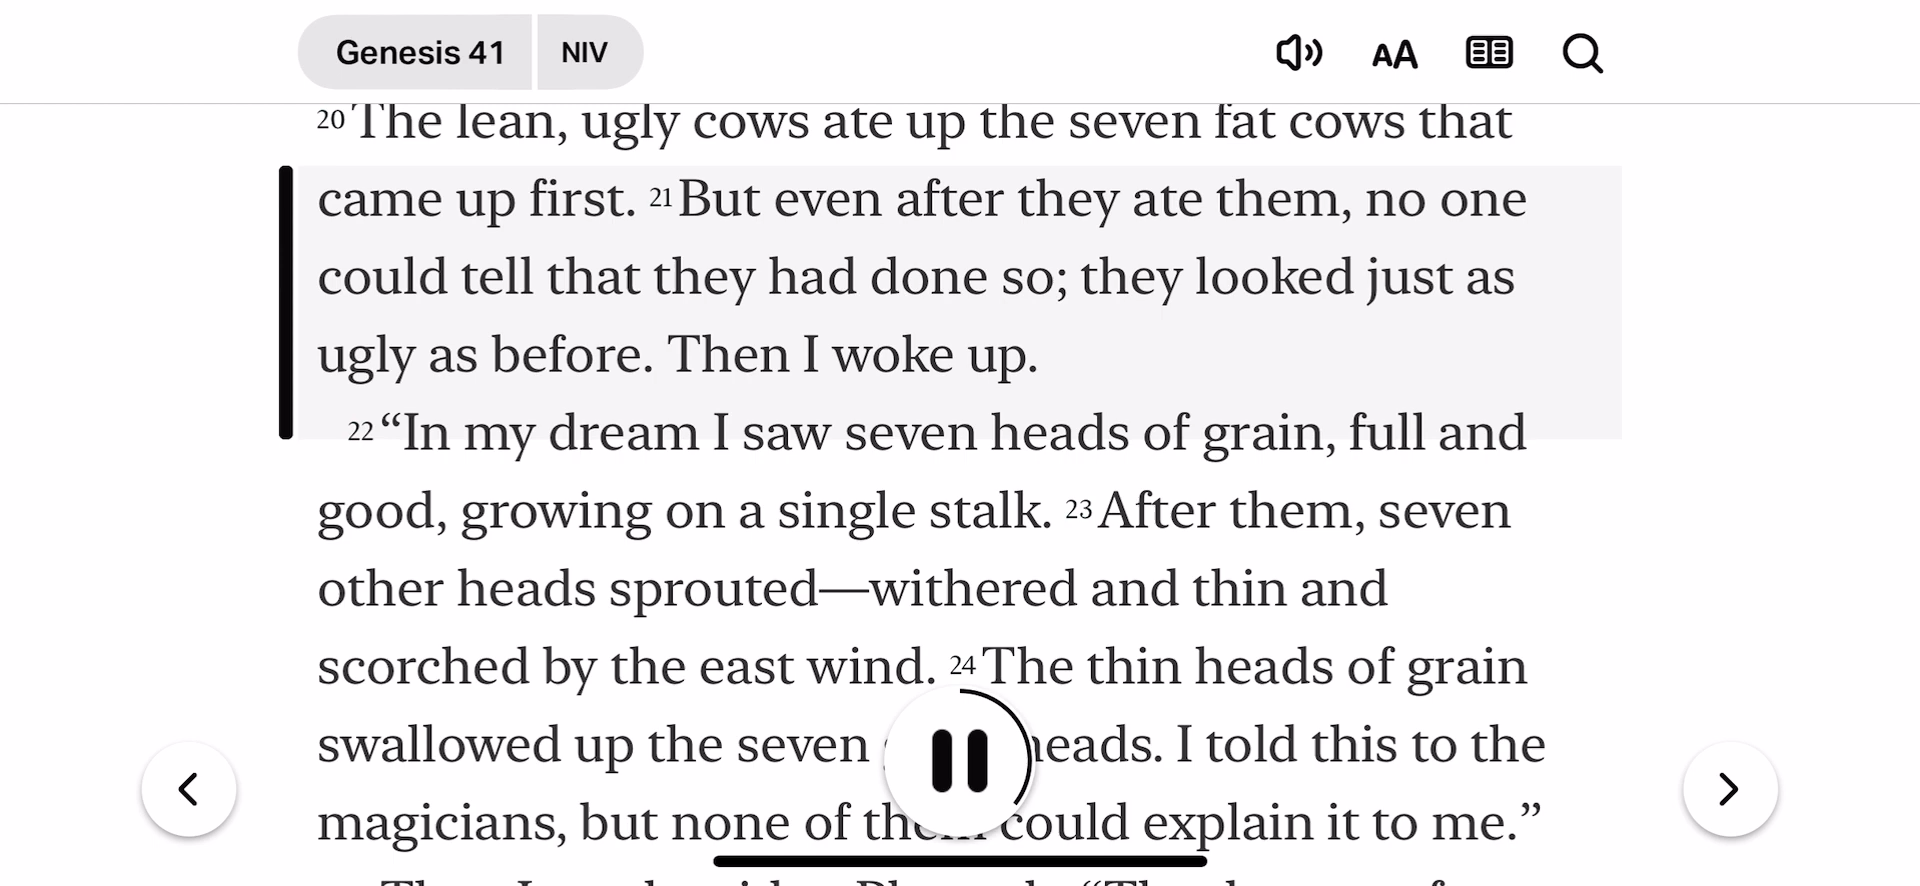 Genesis 41 NIV AA
20 The lean, ugly cows ate up the seven fat cows that
came up first. 21 But even after they ate them, no one
could tell that they had done so; they looked just as
ugly as before. Then I woke up.
22 “In my dream I saw seven heads of grain, full and
good, growing on a single stalk. 23 After them, seven
other heads sprouted—withered and thin and
scorched by the east wind. 24 The thin heads of grain
swallowed up the seven heads. I told this to the
magicians, but none of them could explain it to me.”